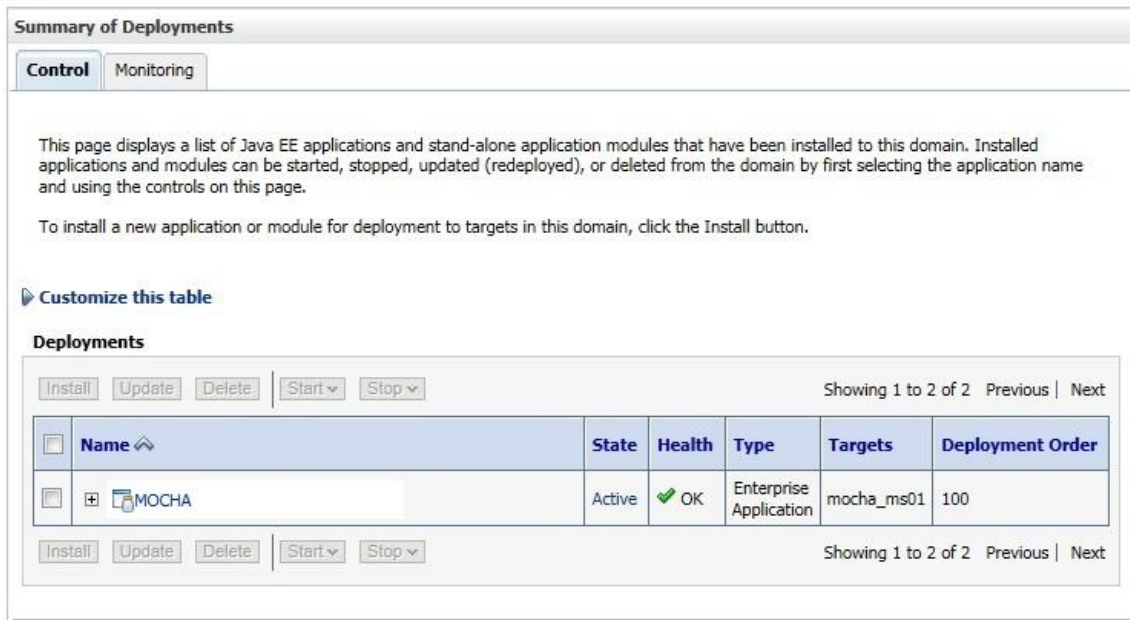 Summary of Deployments
Control Monitoring
This page displays a list of Java EE applications and stand-alone application modules that have been installed to this domain. Installed
applications and modules can be started, stopped, updated (redeployed), or deleted from the domain by first selecting the application name
and using the controls on this page.
To install a new application or module for deployment to targets in this domain, click the Install button.
Customize this table
Deployments
Install Update Delete Start Stop Showing 1 to 2 of 2 Previous | Next
Name State Health Type Targets Deployment Order
MOCHA Active OK Enterprise Application mocha_ms01 100
Install Update Delete Start Stop Showing 1 to 2 of 2 Previous | Next